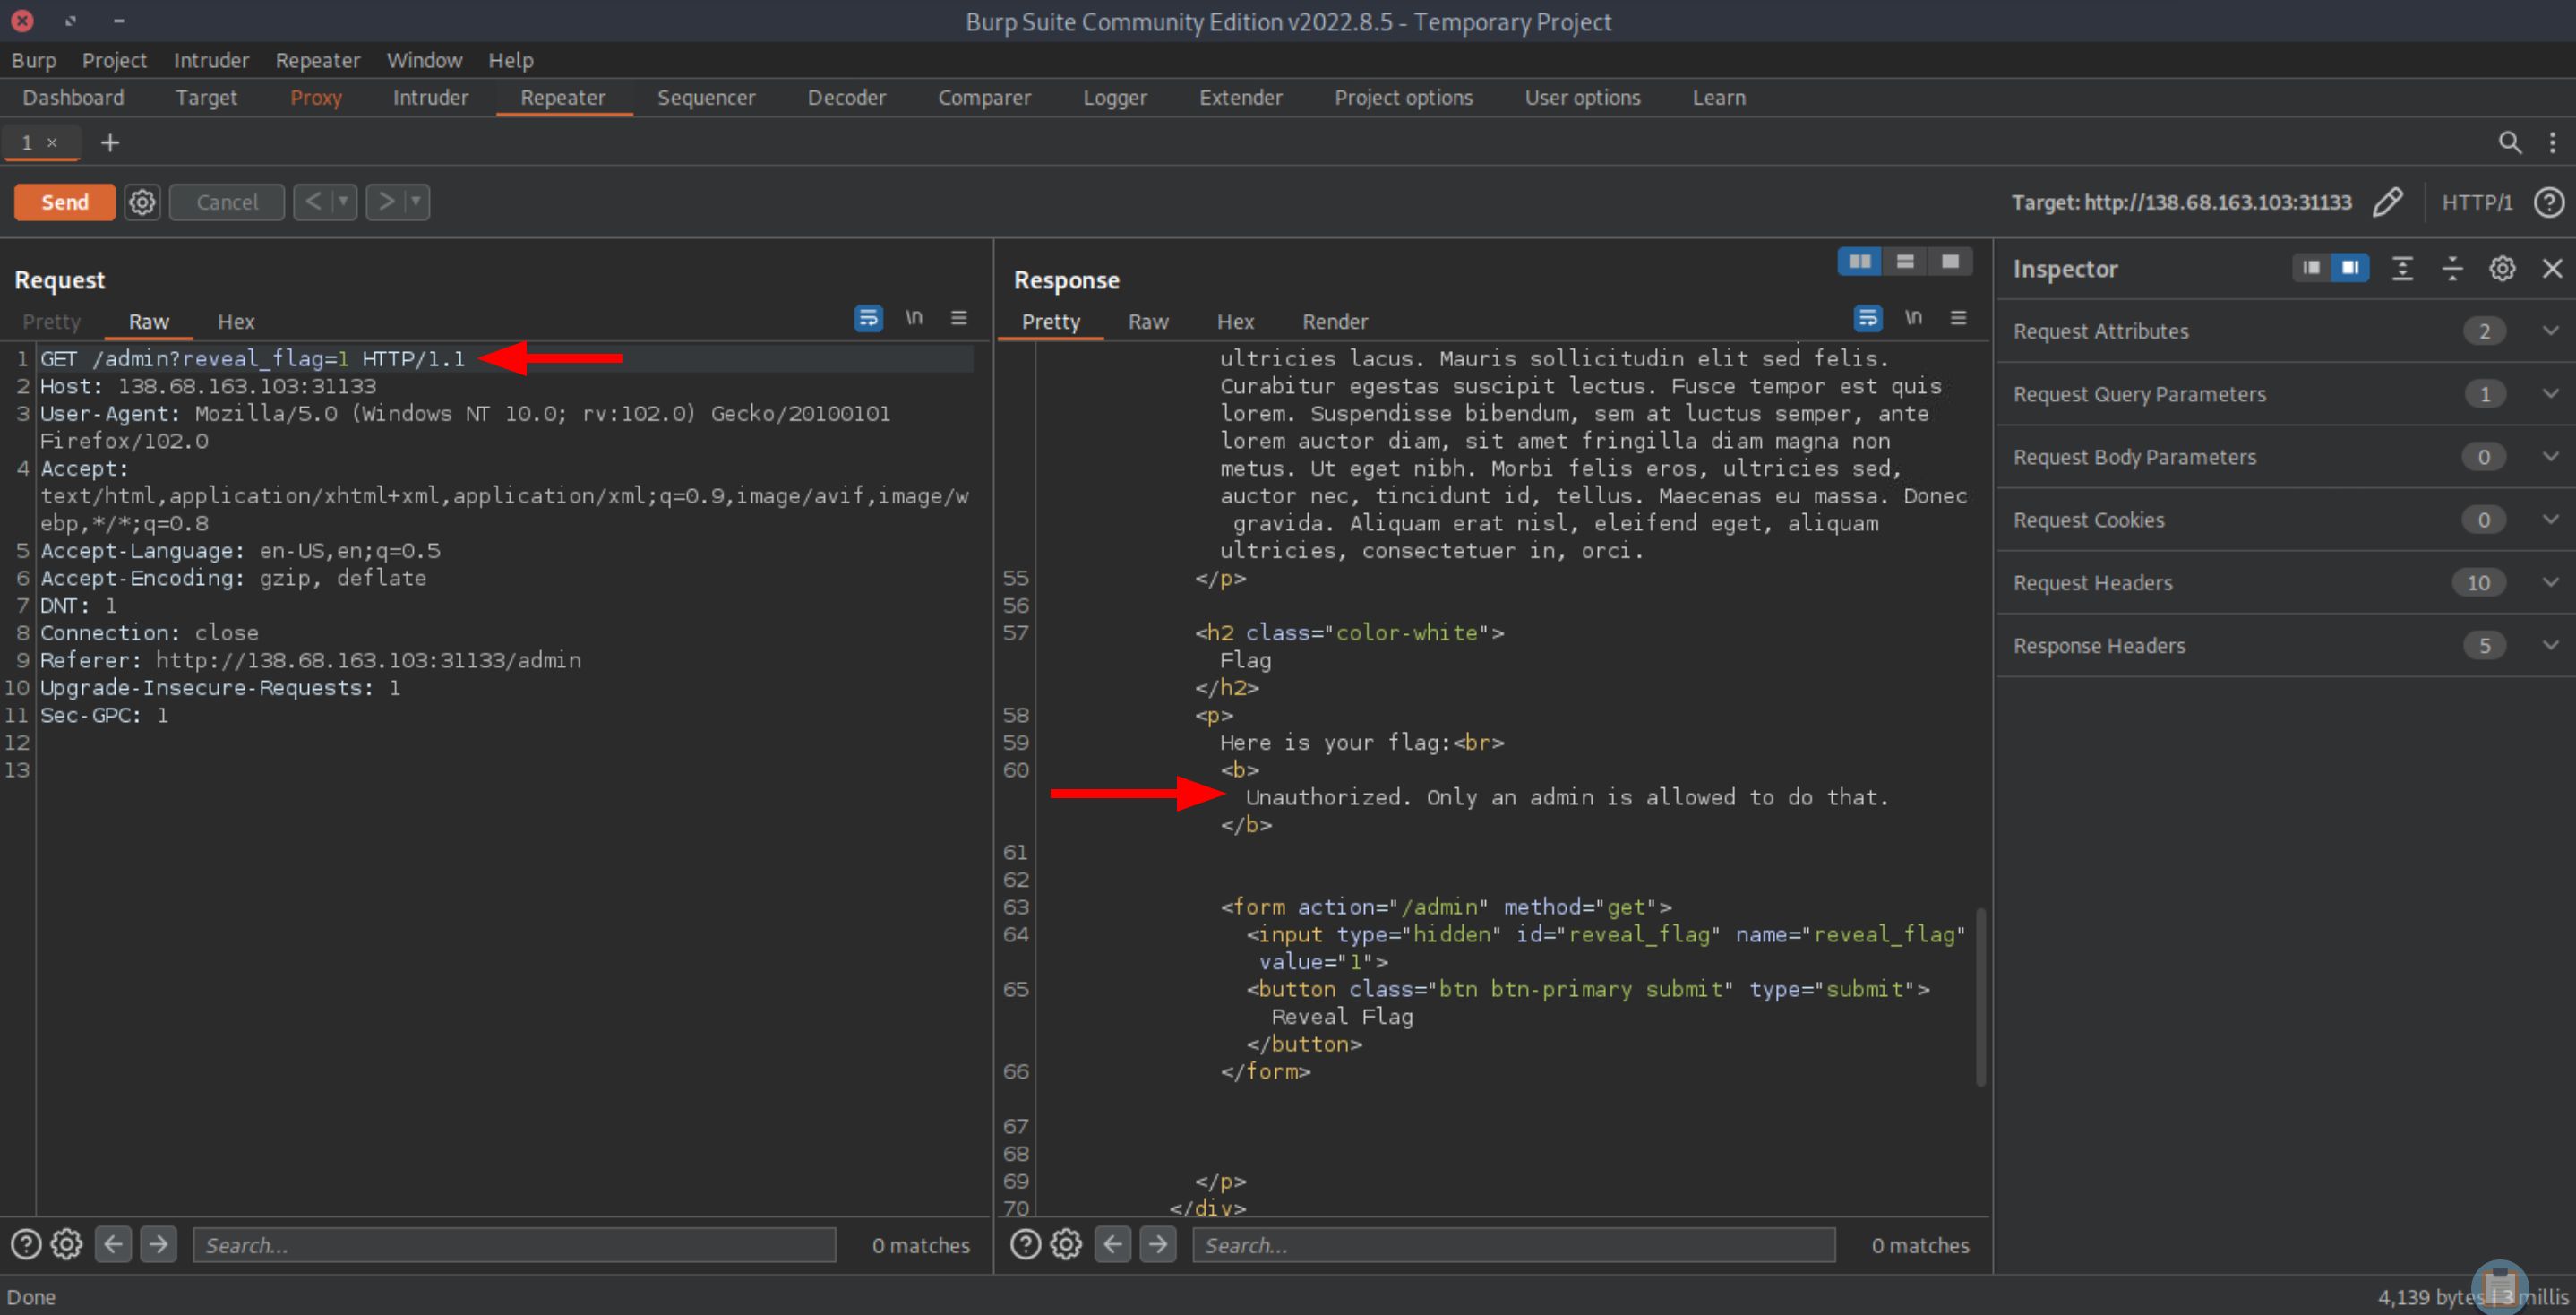 Burp Suite Community Edition v2022.8.5 - Temporary Project
Burp Project Intruder Repeater Window Help
Dashboard Target Proxy Intruder Repeater Sequencer Decoder Comparer Logger Extender Project options User options Learn
1 × +
Send Cancel < > Target: http://138.68.163.103:31133 HTTP/1 ?
Request
Pretty Raw Hex \n
1 GET /admin?reveal_flag=1 HTTP/1.1
2 Host: 138.68.163.103:31133
3 User-Agent: Mozilla/5.0 (Windows NT 10.0; rv:102.0) Gecko/20100101
Firefox/102.0
4 Accept:
text/html,application/xhtml+xml,application/xml;q=0.9,image/avif,image/w
ebp,*/*;q=0.8
5 Accept-Language: en-US,en;q=0.5
6 Accept-Encoding: gzip, deflate
7 DNT: 1
8 Connection: close
9 Referer: http://138.68.163.103:31133/admin
10 Upgrade-Insecure-Requests: 1
11 Sec-GPC: 1
12
13
? Search... 0 matches
Response
Pretty Raw Hex Render \n
ultricies lacus. Mauris sollicitudin elit sed felis.
Curabitur egestas suscipit lectus. Fusce tempor est quis
lorem. Suspendisse bibendum, sem at luctus semper, ante
lorem auctor diam, sit amet fringilla diam magna non
metus. Ut eget nibh. Morbi felis eros, ultricies sed,
auctor nec, tincidunt id, tellus. Maecenas eu massa. Donec
gravida. Aliquam erat nisl, eleifend eget, aliquam
ultricies, consectetuer in, orci.
55 </p>
56
57 <h2 class="color-white">
Flag
</h2>
58 <p>
59 Here is your flag:<br>
60 <b>
Unauthorized. Only an admin is allowed to do that.
</b>
61
62
63 <form action="/admin" method="get">
64 <input type="hidden" id="reveal_flag" name="reveal_flag"
value="1">
65 <button class="btn btn-primary submit" type="submit">
Reveal Flag
</button>
66 </form>
67
68
69 </p>
70 </div>
? Search... 0 matches
Inspector
Request Attributes 2
Request Query Parameters 1
Request Body Parameters 0
Request Cookies 0
Request Headers 10
Response Headers 5
Done
4,139 bytes | 3 millis